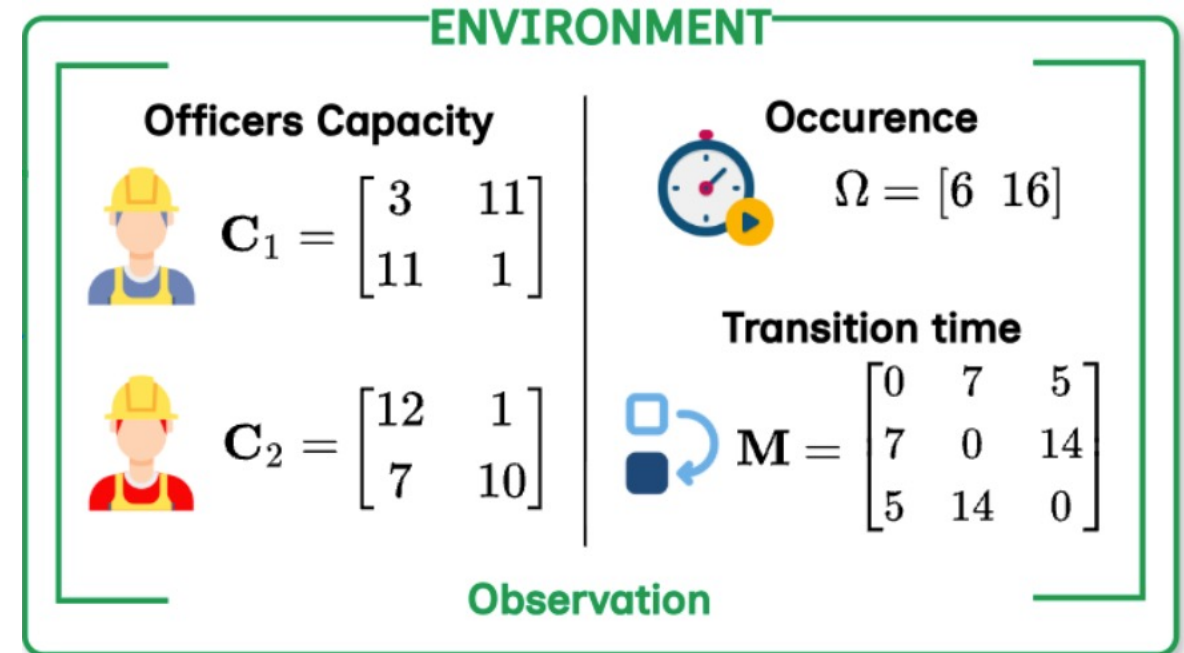 ENVIRONMENT
Officers Capacity
C₁ = [3 11
11 1]
C₂ = [12 1
7 10]
Occurence
Ω = [6 16]
Transition time
M = [0 7 5
7 0 14
5 14 0]
Observation